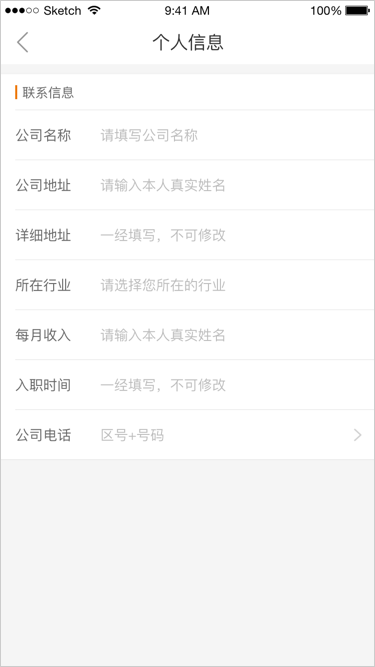 Sketch 9:41 AM 100%
个人信息
联系信息
公司名称 请填写公司名称
公司地址 请输入本人真实姓名
详细地址 一经填写，不可修改
所在行业 请选择您所在的行业
每月收入 请输入本人真实姓名
入职时间 一经填写，不可修改
公司电话 区号+号码